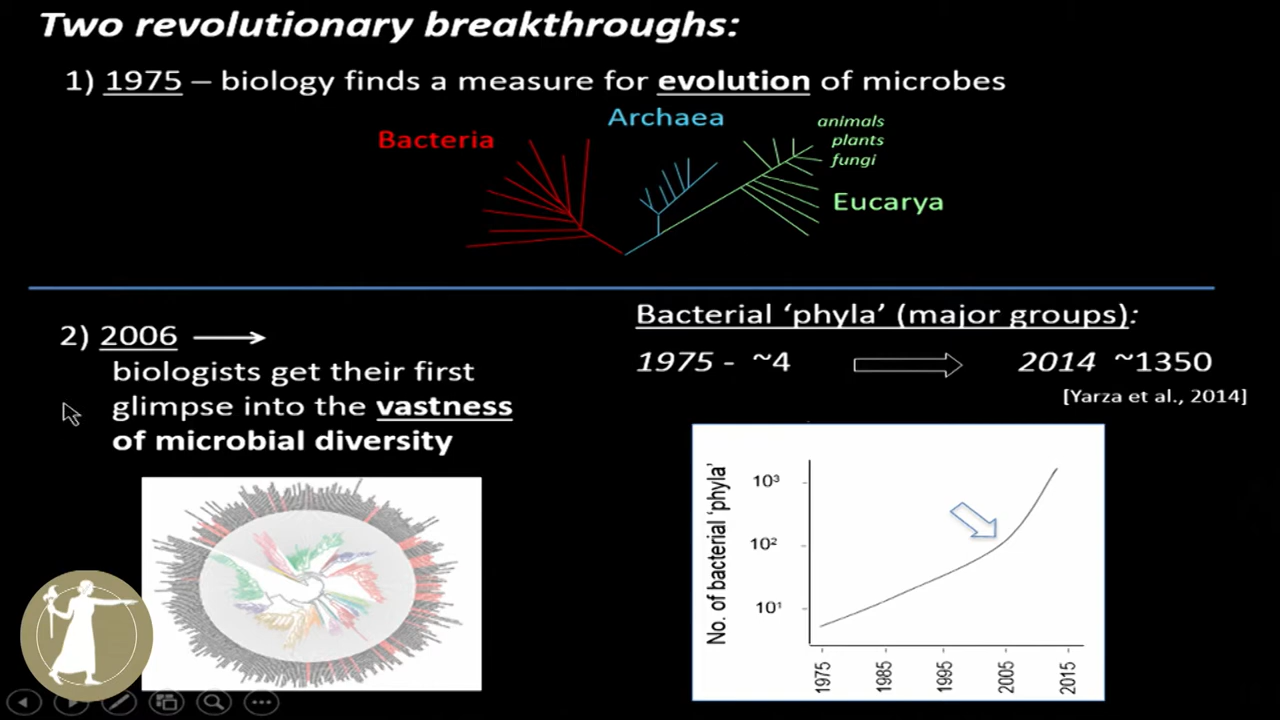 Two revolutionary breakthroughs:
1) 1975 – biology finds a measure for evolution of microbes
Bacteria
Archaea
animals
plants
fungi
Eucarya
2) 2006
biologists get their first
glimpse into the vastness
of microbial diversity
Bacterial ‘phyla’ (major groups):
1975 - ~4
2014 ~1350
[Yarza et al., 2014]
No. of bacterial ‘phyla’
10³
10²
10¹
1975
1985
1995
2005
2015